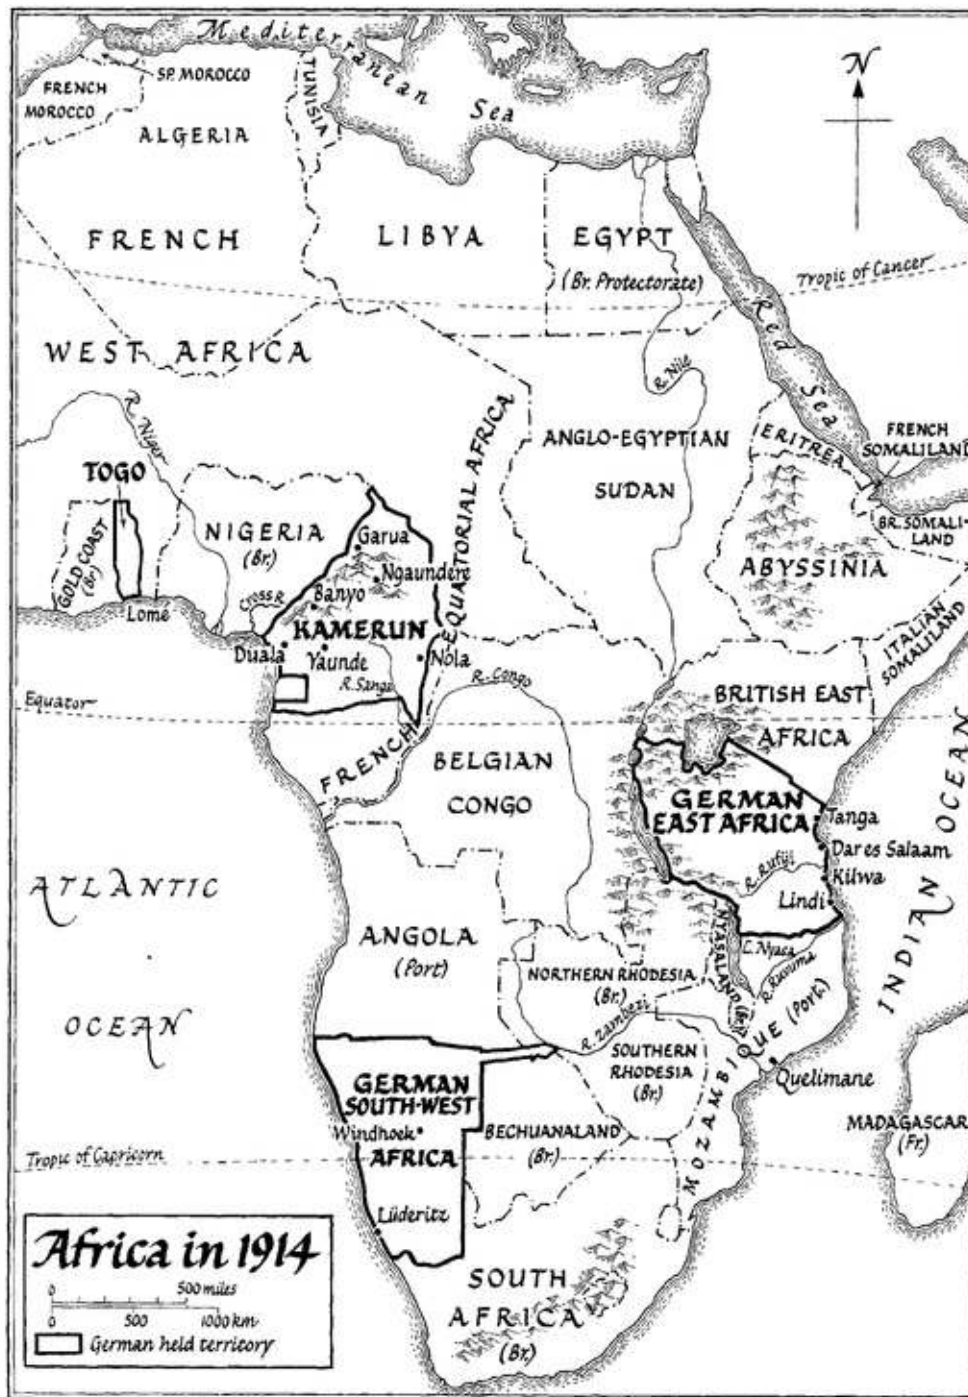 Mediterranean Sea
N
SP. MOROCCO
FRENCH
MOROCCO
TUNISIA
ALGERIA
FRENCH
LIBYA
EGYPT
(Br. Protectorate)
Tropic of Cancer
Red Sea
WEST AFRICA
R. Nile
R. Niger
TOGO
EQUATORIAL AFRICA
ANGLO-EGYPTIAN
SUDAN
ERITREA
FRENCH
SOMALILAND
BR. SOMALI-
LAND
GOLD COAST
(Br)
NIGERIA
(Br.)
Garua
Ngaundere
ABYSSINIA
Cross R.
Banyo
Lome
KAMERUN
Duala
Yaunde
Nola
R. Sanga
R. Congo
ITALIAN
SOMALILAND
Equator
BRITISH EAST
AFRICA
FRENCH
BELGIAN
CONGO
GERMAN
EAST AFRICA
Tanga
Dar es Salaam
R. Rufiji
Kilwa
Lindi
INDIAN OCEAN
ATLANTIC
OCEAN
ANGOLA
(Port)
NORTHERN RHODESIA
(Br.)
NYASALAND (Br.)
L. Nyasa
R. Ruvuma
R. Zambezi
SOUTHERN
RHODESIA
(Br.)
MOZAMBIQUE (Port.)
Quelimane
GERMAN
SOUTH-WEST
AFRICA
Windhoek
BECHUANALAND
(Br.)
MADAGASCAR
(Fr.)
Tropic of Capricorn
Lüderitz
SOUTH
AFRICA
(Br.)
Africa in 1914
0 500 miles
0 500 1000 km
German held territory